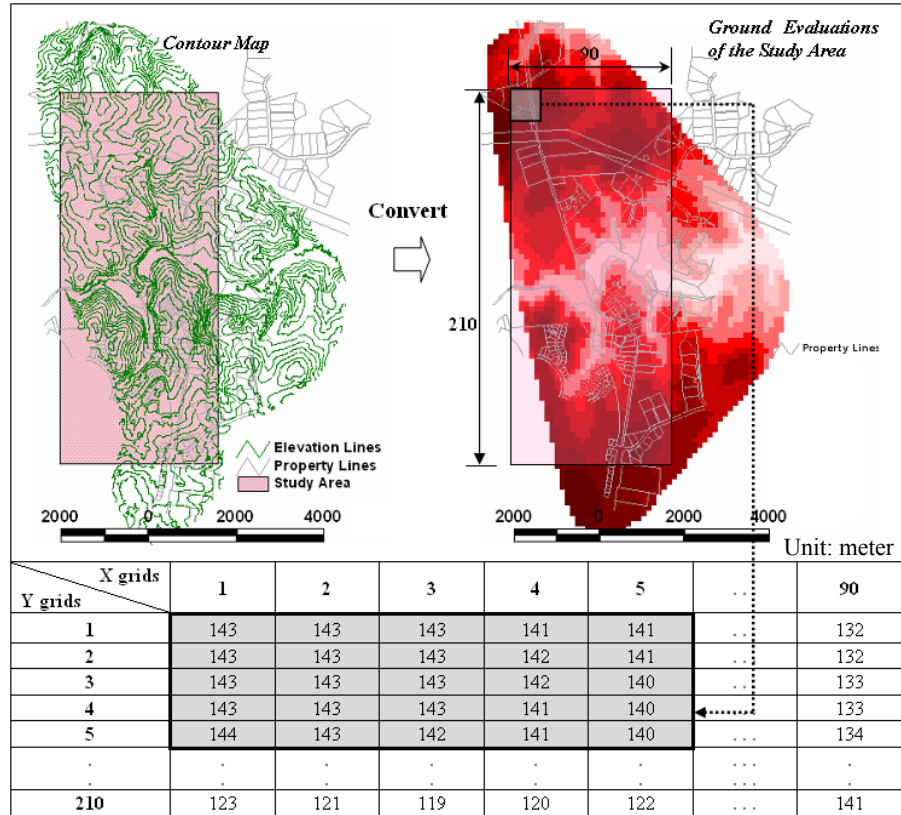 Contour Map
Ground Evaluations
of the Study Area
90
Convert
210
Property Lines
Elevation Lines
Property Lines
Study Area
2000 0 2000 4000
2000 0 2000 4000
Unit: meter
X grids
Y grids
1 2 3 4 5 ... 90
1 143 143 143 141 141 ... 132
2 143 143 143 142 141 ... 132
3 143 143 143 142 140 ... 133
4 143 143 143 141 140 ... 133
5 144 143 142 141 140 ... 134
. . . . . . ... .
. . . . . . ... .
210 123 121 119 120 122 ... 141